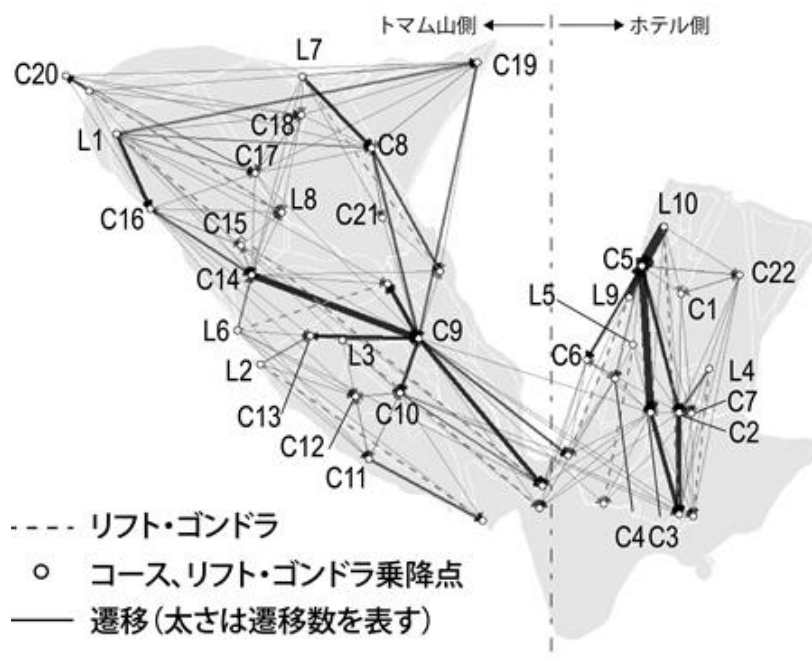 トマム山側
ホテル側
L7
C19
C20
C18
L1
C8
C17
L10
C16
L8
C21
C15
C5
C22
C14
L9
C1
L5
L6
C9
L3
C6
L2
L4
C13
C10
C7
C12
C2
C11
リフト・ゴンドラ
C4
C3
コース、リフト・ゴンドラ乗降点
遷移(太さは遷移数を表す)